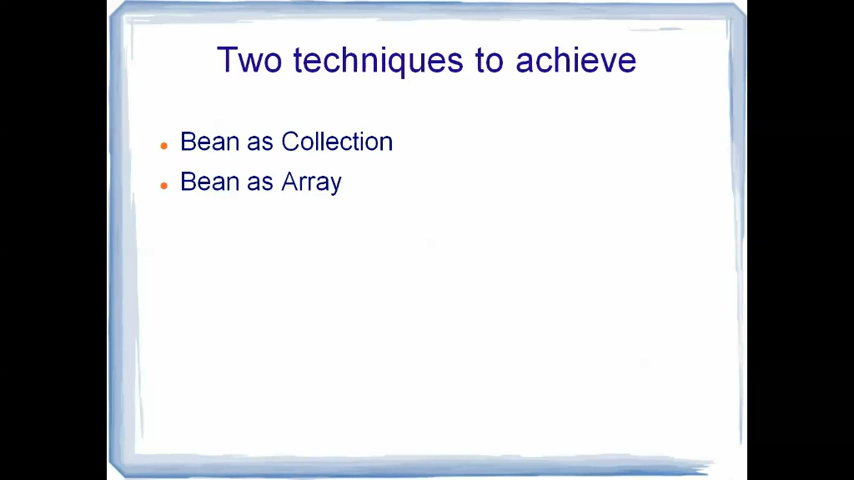 Two techniques to achieve
Bean as Collection
Bean as Array